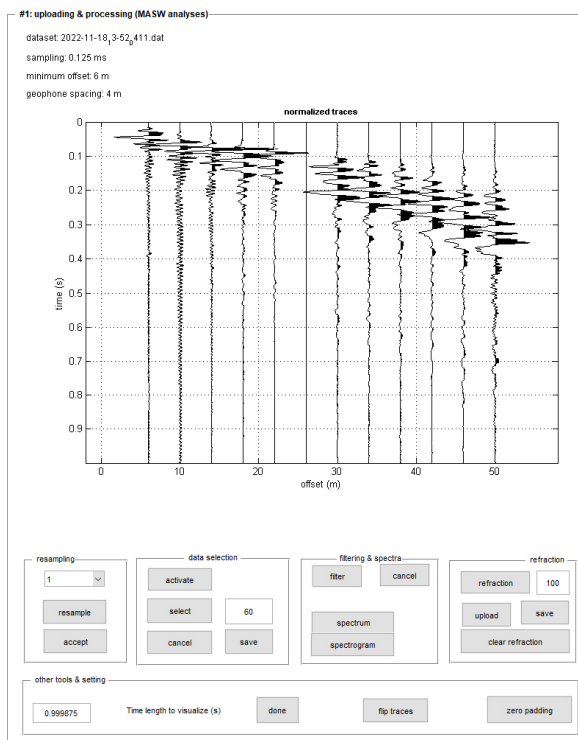 #1: uploading & processing (MASW analyses)
dataset: 2022-11-18₁3-52ₚ411.dat
sampling: 0.125 ms
minimum offset: 6 m
geophone spacing: 4 m
normalized traces
0
0.1
0.2
0.3
0.4
0.5
0.6
0.7
0.8
0.9
time (s)
0 10 20 30 40 50
offset (m)
resampling
1
resample
accept
data selection
activate
select 60
cancel save
filtering & spectra
filter cancel
spectrum
spectrogram
refraction
refraction 100
upload save
clear refraction
other tools & setting
0.999875 Time length to visualize (s) done flip traces zero padding